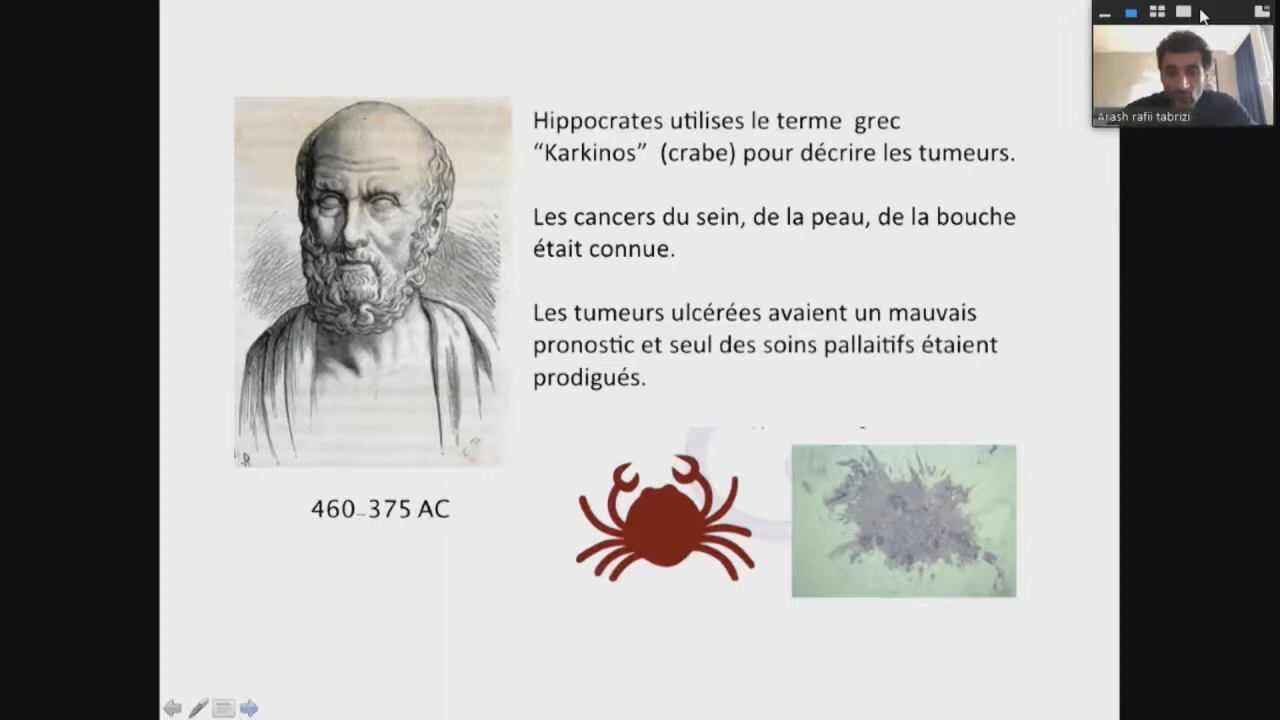 Arash rafii tabrizi
Hippocrates utilises le terme grec
“Karkinos” (crabe) pour décrire les tumeurs.
Les cancers du sein, de la peau, de la bouche
était connue.
Les tumeurs ulcérées avaient un mauvais
pronostic et seul des soins pallaitifs étaient
prodigués.
460-375 AC